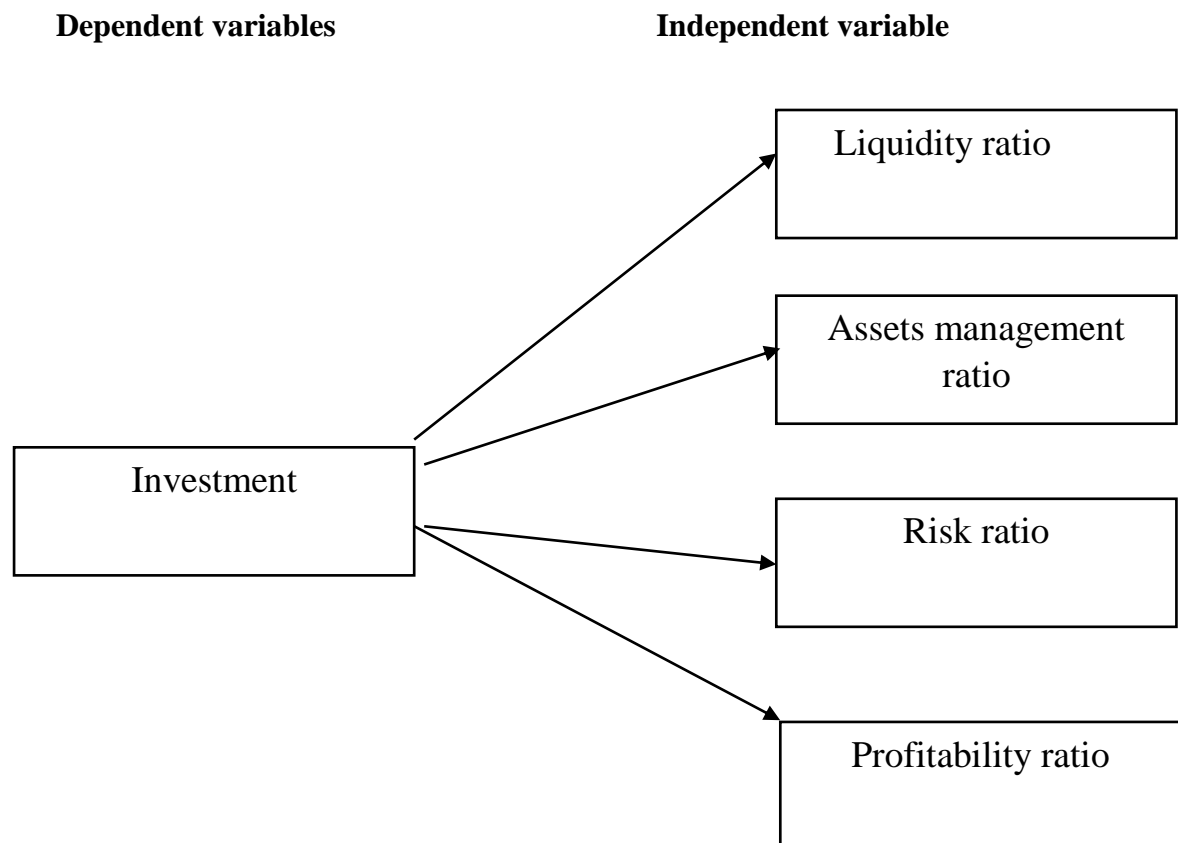 Dependent variables
Independent variable
Liquidity ratio
Assets management
ratio
Investment
Risk ratio
Profitability ratio